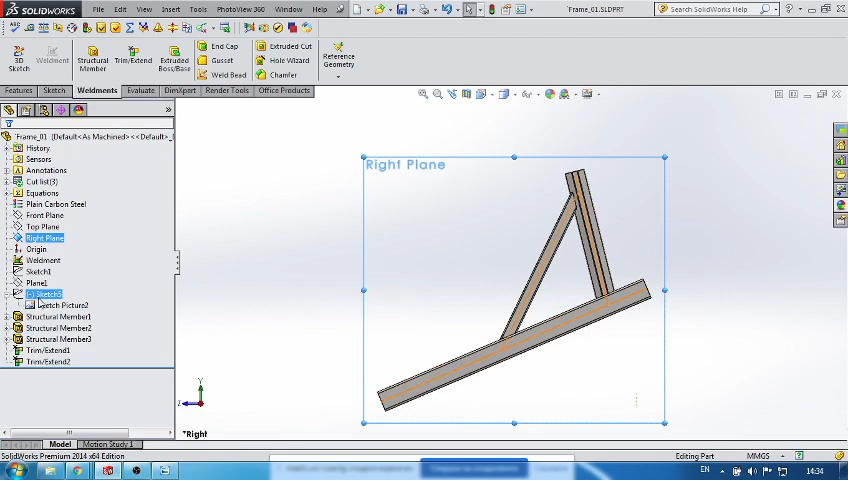 SOLIDWORKS File Edit View Insert Tools PhotoView 360 Window Help 'Frame_01.SLDPRT Search SolidWorks Help
3D Sketch
Weldment
Structural Member
Trim/Extend
Extruded Boss/Base
End Cap
Gusset
Weld Bead
Extruded Cut
Hole Wizard
Chamfer
Reference Geometry
Features Sketch Weldments Evaluate DimXpert Render Tools Office Products
'Frame_01 (Default<As Machined><<Default>_
History
Sensors
Annotations
Cut list(3)
Equations
Plain Carbon Steel
Front Plane
Top Plane
Right Plane
Origin
Weldment
Sketch1
Plane1
(-) Sketch5
Sketch Picture2
Structural Member1
Structural Member2
Structural Member3
Trim/Extend1
Trim/Extend2
Right Plane
Y
Z
*Right
Model Motion Study 1
SolidWorks Premium 2014 x64 Edition Editing Part MMGS
EN 14:34